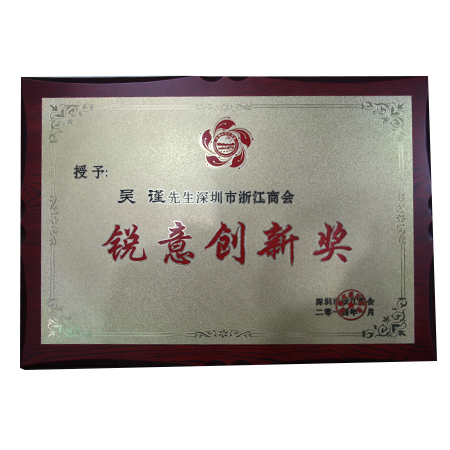 授予:
吴 谨先生深圳市浙江商会
锐意创新奖
深圳市浙江商会
二零一 年 月